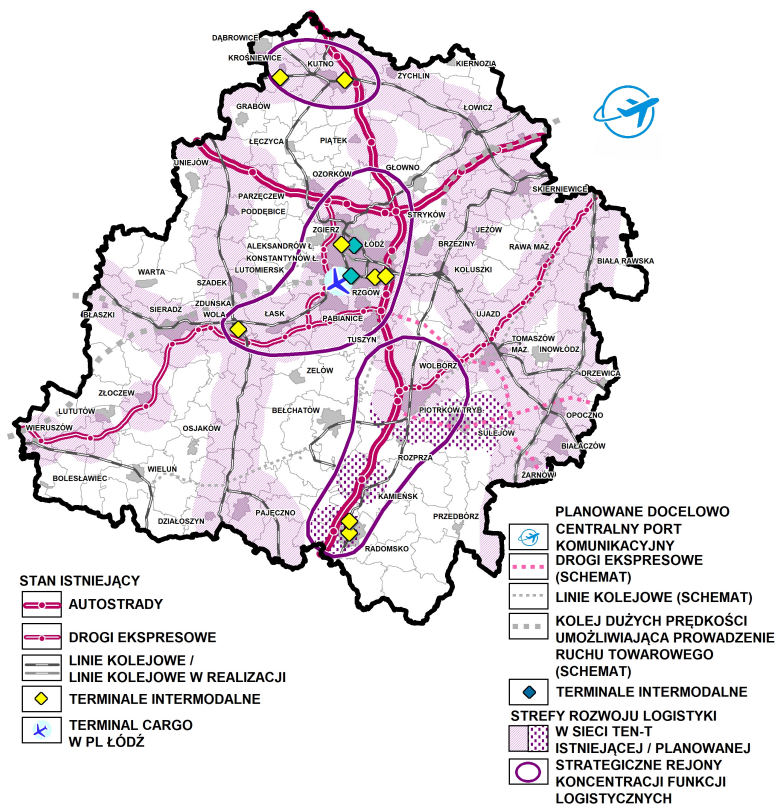 DĄBROWICE
KROŚNIEWICE
KUTNO
KIERNOZIA
ŻYCHLIN
GRABÓW
ŁOWICZ
ŁĘCZYCA
PIĄTEK
UNIEJÓW
OZORKÓW
GŁOWNO
SKIERNIEWICE
PARZĘCZEW
PODDĘBICE
STRYKÓW
ZGIERZ
JEŻÓW
ALEKSANDRÓW Ł.
ŁÓDŹ
BRZEZINY
RAWA MAZ.
KONSTANTYNÓW Ł.
BIAŁA RAWSKA
LUTOMIERSK
WARTA
KOLUSZKI
SZADEK
RZGÓW
ZDUŃSKA
WOLA
SIERADZ
ŁASK
PABIANICE
UJAZD
BŁASZKI
TUSZYN
TOMASZÓW
MAZ.
INOWŁÓDZ
WOLBÓRZ
ZELÓW
DRZEWICA
ZŁOCZEW
LUTUTÓW
BEŁCHATÓW
PIOTRKÓW TRYB.
OPOCZNO
WIERUSZÓW
OSJAKÓW
SULEJÓW
BIAŁACZÓW
ROZPRZA
WIELUŃ
ŻARNÓW
BOLESŁAWIEC
KAMIEŃSK
PAJĘCZNO
PRZEDBÓRZ
DZIAŁOSZYN
RADOMSKO
STAN ISTNIEJĄCY
AUTOSTRADY
DROGI EKSPRESOWE
LINIE KOLEJOWE /
LINIE KOLEJOWE W REALIZACJI
TERMINALE INTERMODALNE
TERMINAL CARGO
W PL ŁÓDŹ
PLANOWANE DOCELOWO
CENTRALNY PORT
KOMUNIKACYJNY
DROGI EKSPRESOWE
(SCHEMAT)
LINIE KOLEJOWE (SCHEMAT)
KOLEJ DUŻYCH PRĘDKOŚCI
UMOŻLIWIAJĄCA PROWADZENIE
RUCHU TOWAROWEGO
(SCHEMAT)
TERMINALE INTERMODALNE
STREFY ROZWOJU LOGISTYKI
W SIECI TEN-T
ISTNIEJĄCEJ / PLANOWANEJ
STRATEGICZNE REJONY
KONCENTRACJI FUNKCJI
LOGISTYCZNYCH